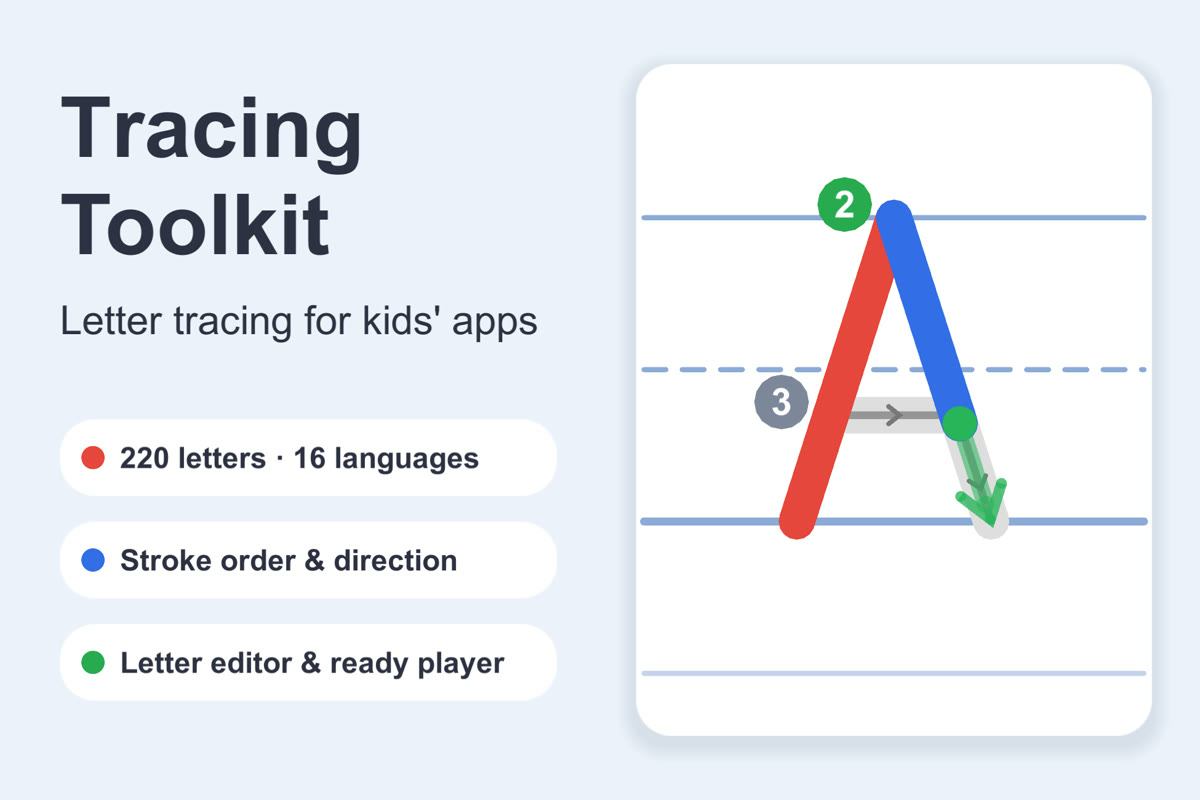 Tracing
Toolkit
Letter tracing for kids' apps
220 letters · 16 languages
Stroke order & direction
Letter editor & ready player
2
3